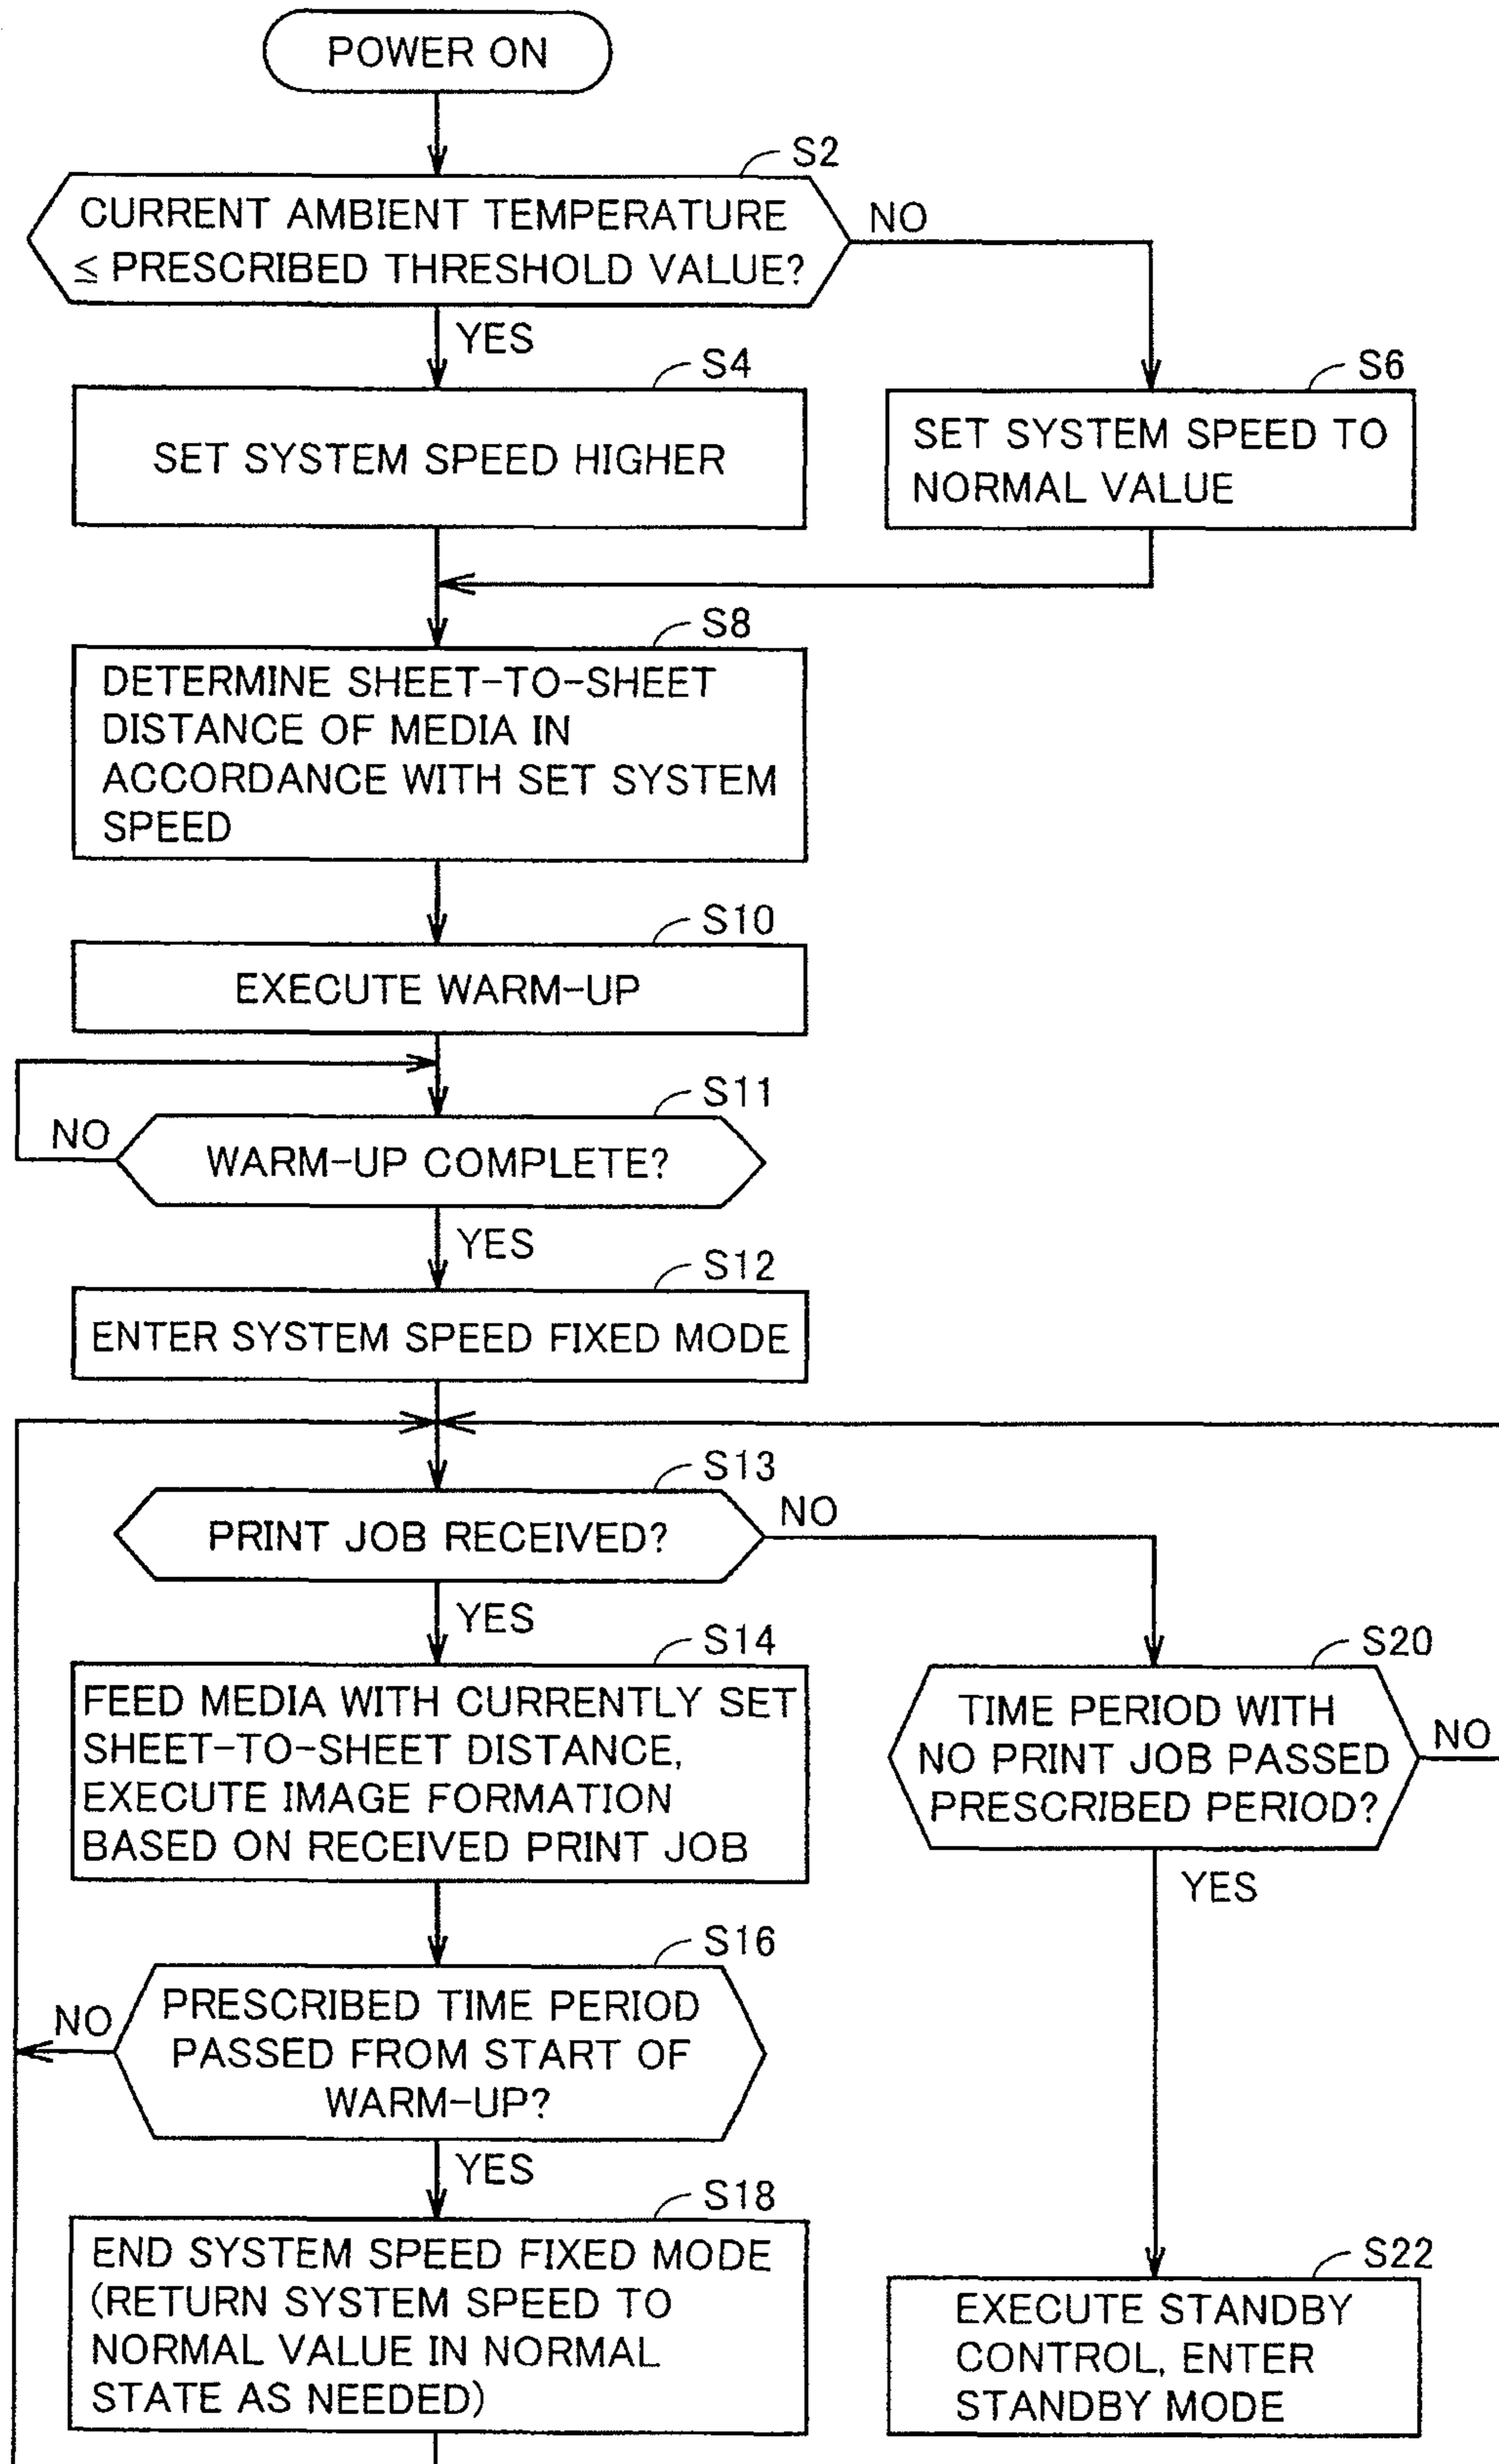 POWER ON
S2
CURRENT AMBIENT TEMPERATURE
≤ PRESCRIBED THRESHOLD VALUE?
NO
YES
S4
SET SYSTEM SPEED HIGHER
S6
SET SYSTEM SPEED TO
NORMAL VALUE
S8
DETERMINE SHEET-TO-SHEET
DISTANCE OF MEDIA IN
ACCORDANCE WITH SET SYSTEM
SPEED
S10
EXECUTE WARM-UP
S11
NO
WARM-UP COMPLETE?
YES
S12
ENTER SYSTEM SPEED FIXED MODE
S13
PRINT JOB RECEIVED?
NO
YES
S14
FEED MEDIA WITH CURRENTLY SET
SHEET-TO-SHEET DISTANCE,
EXECUTE IMAGE FORMATION
BASED ON RECEIVED PRINT JOB
S20
TIME PERIOD WITH
NO PRINT JOB PASSED
PRESCRIBED PERIOD?
NO
YES
S16
NO
PRESCRIBED TIME PERIOD
PASSED FROM START OF
WARM-UP?
YES
S18
END SYSTEM SPEED FIXED MODE
(RETURN SYSTEM SPEED TO
NORMAL VALUE IN NORMAL
STATE AS NEEDED)
S22
EXECUTE STANDBY
CONTROL, ENTER
STANDBY MODE